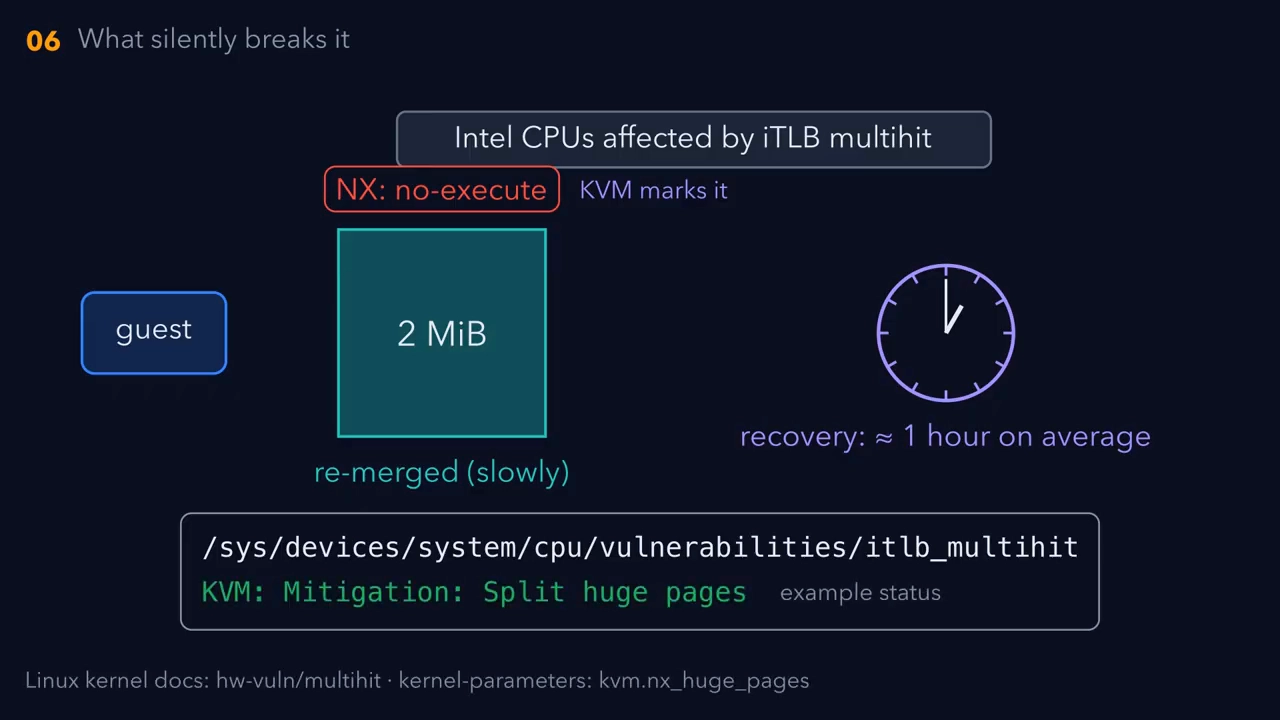 06 What silently breaks it
Intel CPUs affected by iTLB multihit
NX: no-execute KVM marks it
guest
2 MiB
re-merged (slowly)
recovery: ≈ 1 hour on average
/sys/devices/system/cpu/vulnerabilities/itlb_multihit
KVM: Mitigation: Split huge pages example status
Linux kernel docs: hw-vuln/multihit · kernel-parameters: kvm.nx_huge_pages